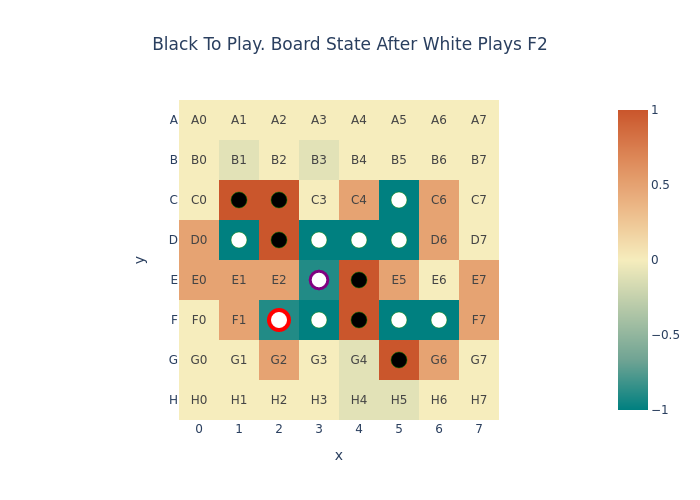 Black To Play. Board State After White Plays F2
A A0 A1 A2 A3 A4 A5 A6 A7
B B0 B1 B2 B3 B4 B5 B6 B7
C C0 C3 C4 C6 C7
D D0 D6 D7
E E0 E1 E2 E5 E6 E7
F F0 F1 F7
G G0 G1 G2 G3 G4 G6 G7
H H0 H1 H2 H3 H4 H5 H6 H7
0 1 2 3 4 5 6 7
x
y
1
0.5
0
−0.5
−1